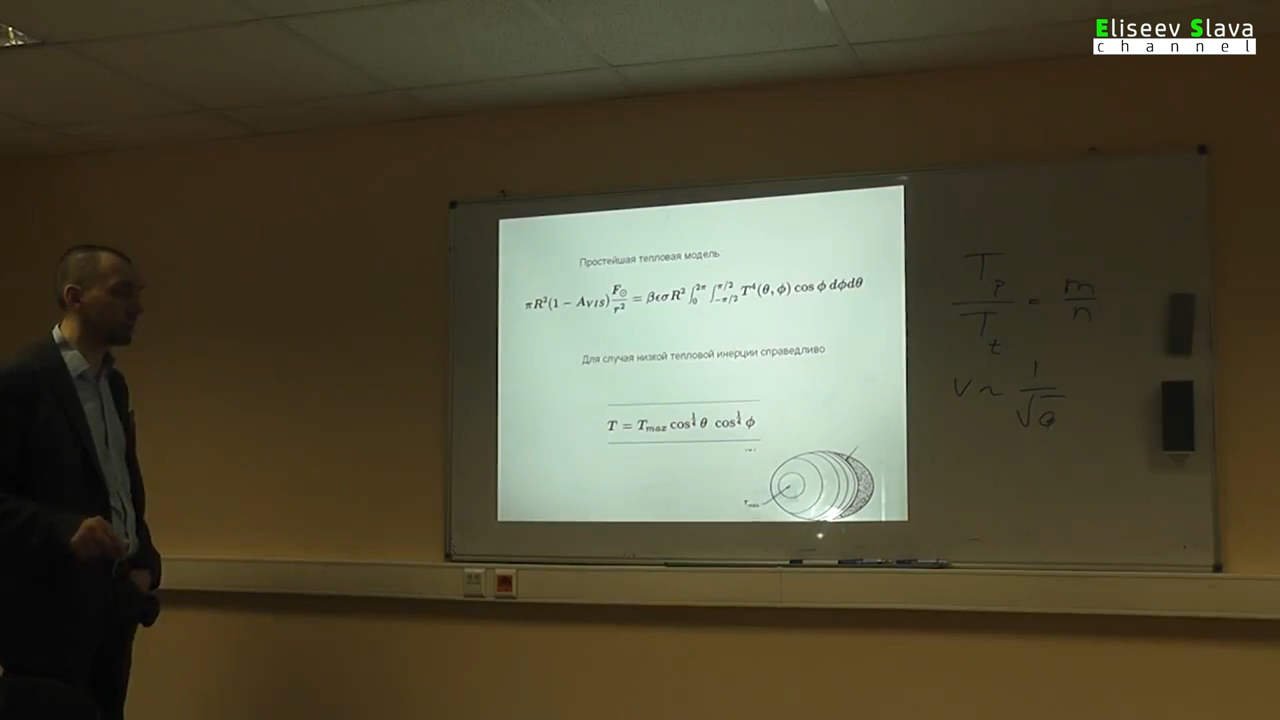 Eliseev Slava
channel
Простейшая тепловая модель
πR²(1 − A_VIS) F_⊙/r² = βεσR² ∫₀^2π ∫_−π/2^π/2 T⁴(θ, ϕ) cos ϕ dϕdθ
Для случая низкой тепловой инерции справедливо
T = T_max cos^¼ θ cos^¼ ϕ
T_max
T_p/T_t = m/n
v ~ 1/√a